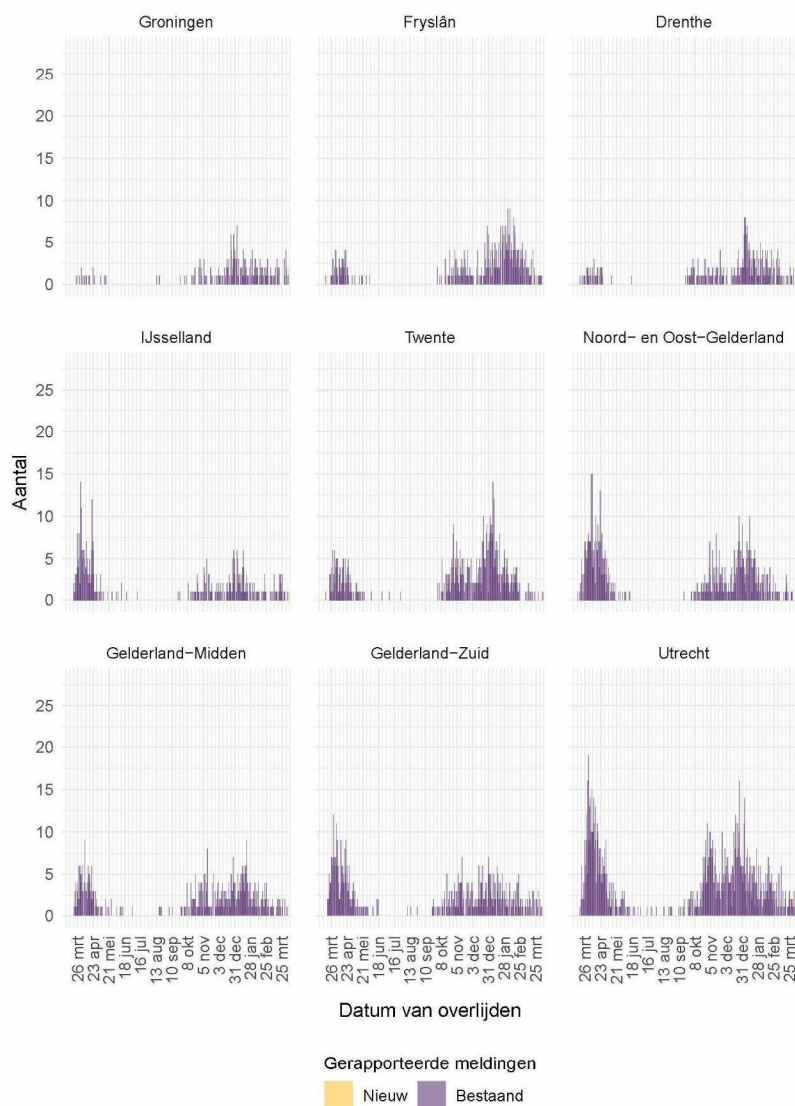 Groningen Fryslân Drenthe
25
20
15
10
5
0
IJsselland Twente Noord- en Oost-Gelderland
25
20
15
10
5
0
Aantal
Gelderland-Midden Gelderland-Zuid Utrecht
25
20
15
10
5
0
26 mrt 23 apr 21 mei 18 jun 16 jul 13 aug 10 sep 8 okt 5 nov 3 dec 31 dec 28 jan 25 feb 25 mrt
26 mrt 23 apr 21 mei 18 jun 16 jul 13 aug 10 sep 8 okt 5 nov 3 dec 31 dec 28 jan 25 feb 25 mrt
26 mrt 23 apr 21 mei 18 jun 16 jul 13 aug 10 sep 8 okt 5 nov 3 dec 31 dec 28 jan 25 feb 25 mrt
Datum van overlijden
Gerapporteerde meldingen
Nieuw Bestaand